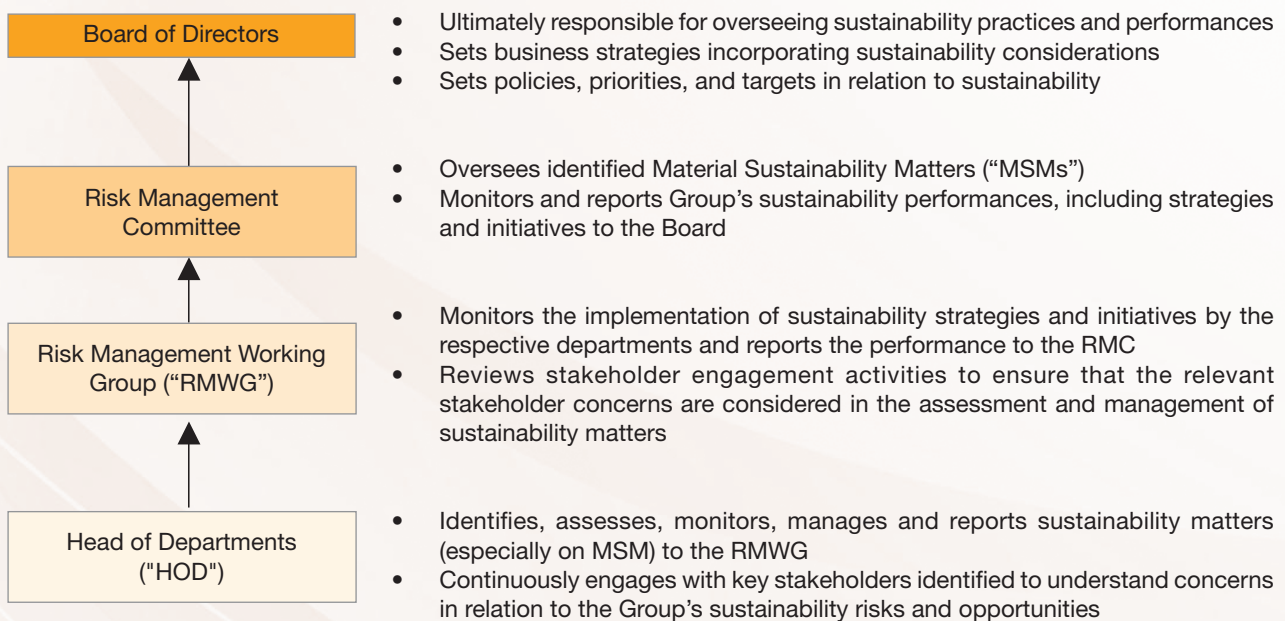 Board of Directors
• Ultimately responsible for overseeing sustainability practices and performances
• Sets business strategies incorporating sustainability considerations
• Sets policies, priorities, and targets in relation to sustainability
Risk Management
Committee
• Oversees identified Material Sustainability Matters (“MSMs”)
• Monitors and reports Group’s sustainability performances, including strategies
and initiatives to the Board
Risk Management Working
Group (“RMWG”)
• Monitors the implementation of sustainability strategies and initiatives by the
respective departments and reports the performance to the RMC
• Reviews stakeholder engagement activities to ensure that the relevant
stakeholder concerns are considered in the assessment and management of
sustainability matters
Head of Departments
("HOD")
• Identifies, assesses, monitors, manages and reports sustainability matters
(especially on MSM) to the RMWG
• Continuously engages with key stakeholders identified to understand concerns
in relation to the Group’s sustainability risks and opportunities